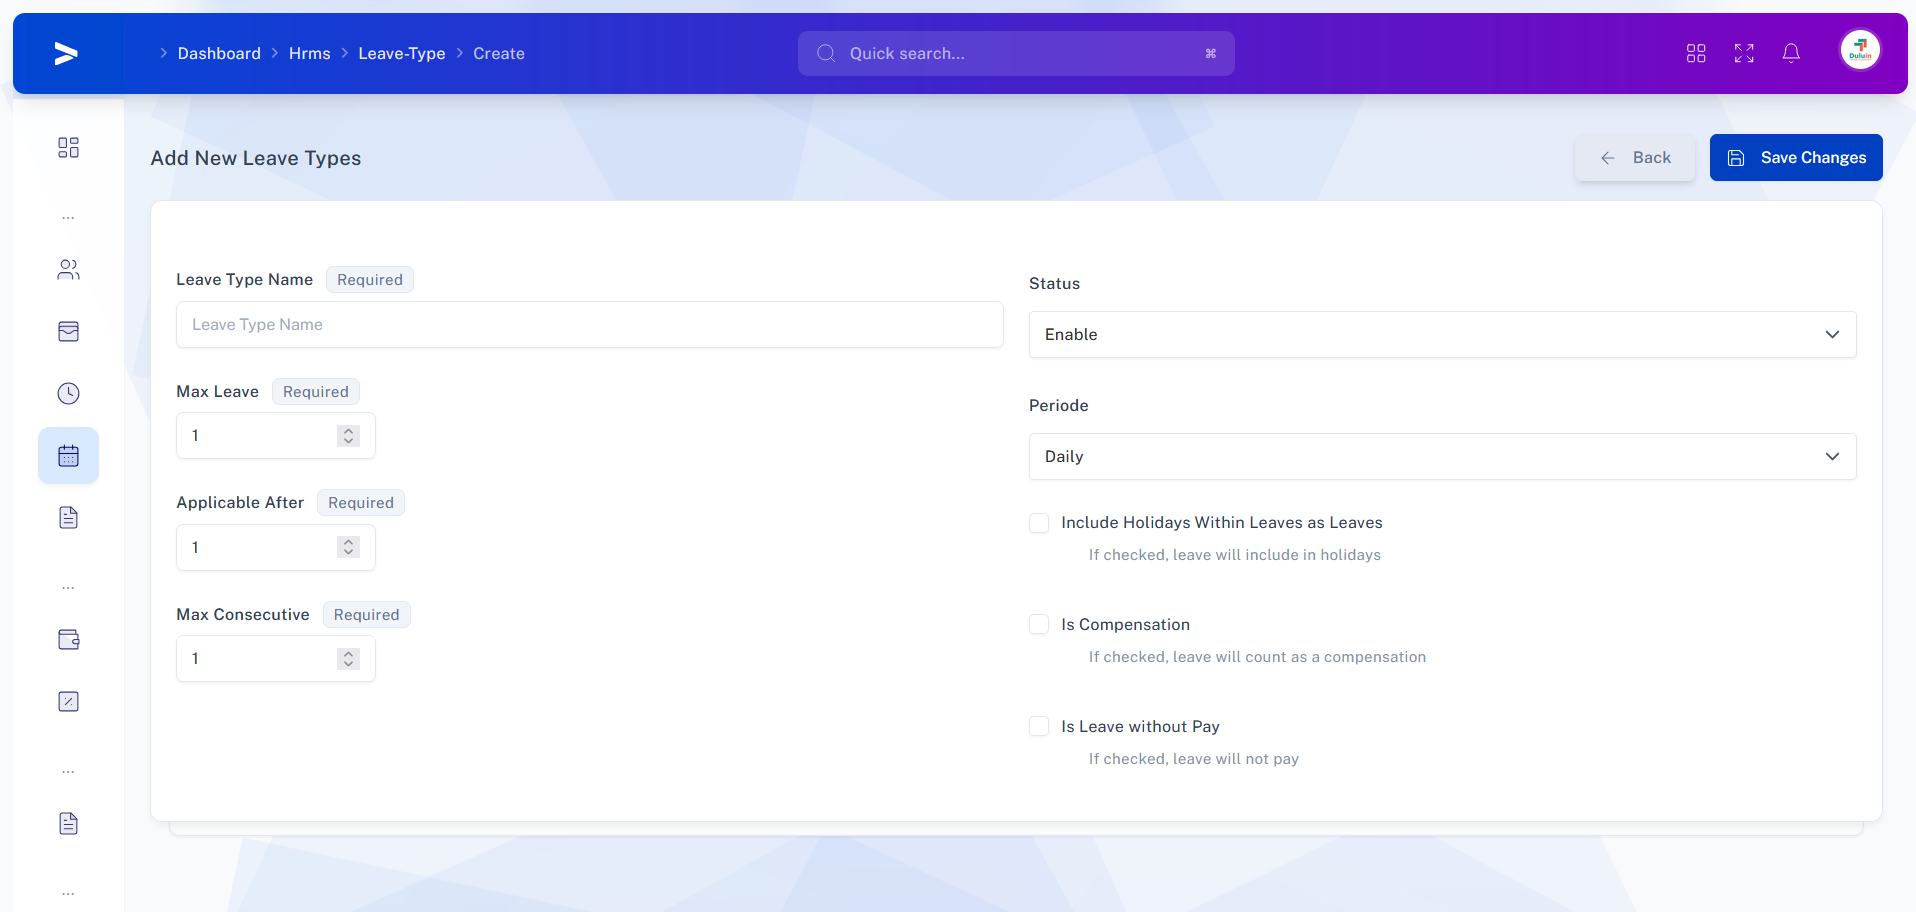 Dashboard
Hrms
Leave-Type
Create
Quick search...
⌘
Duluin
Add New Leave Types
Back
Save Changes
Leave Type Name
Required
Leave Type Name
Max Leave
Required
1
Applicable After
Required
1
Max Consecutive
Required
1
Status
Enable
Periode
Daily
Include Holidays Within Leaves as Leaves
If checked, leave will include in holidays
Is Compensation
If checked, leave will count as a compensation
Is Leave without Pay
If checked, leave will not pay
...
...
...
...